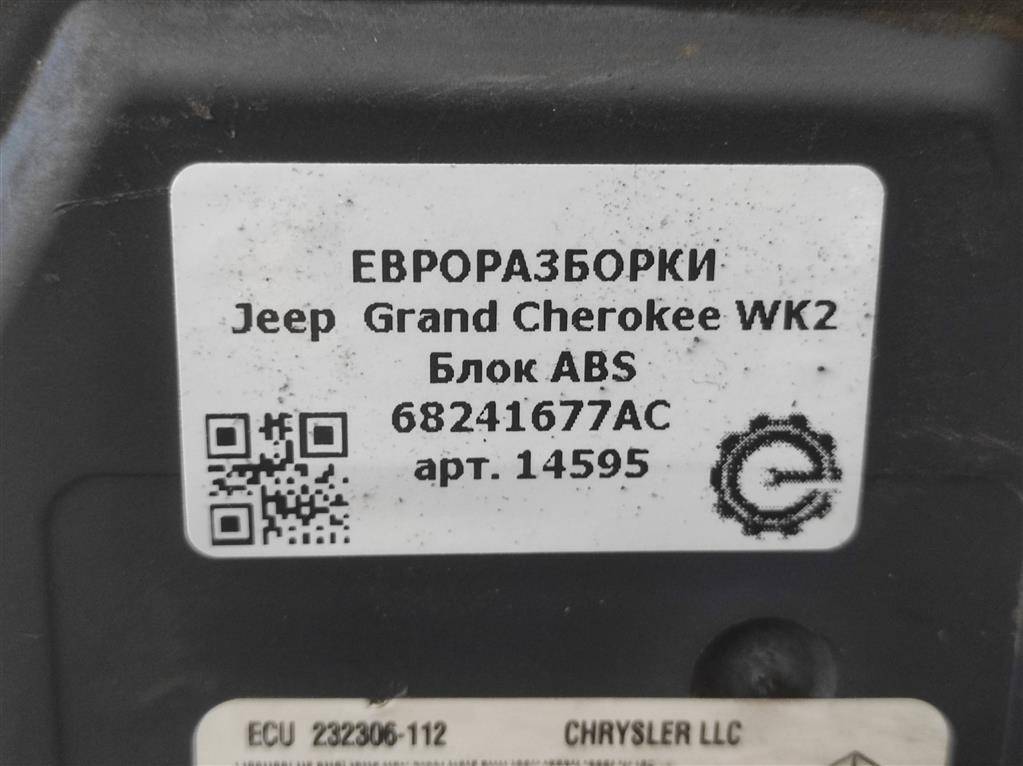 ЕВРОРАЗБОРКИ
Jeep Grand Cherokee WK2
Блок ABS
68241677AC
арт. 14595
ECU 232306-112 CHRYSLER LLC